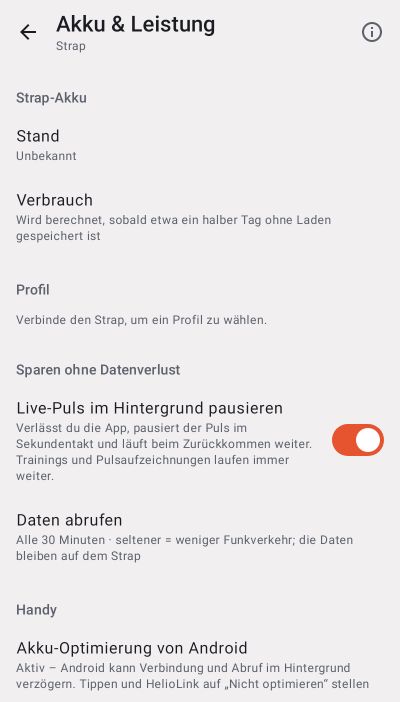 Akku & Leistung
Strap
Strap-Akku
Stand
Unbekannt
Verbrauch
Wird berechnet, sobald etwa ein halber Tag ohne Laden
gespeichert ist
Profil
Verbinde den Strap, um ein Profil zu wählen.
Sparen ohne Datenverlust
Live-Puls im Hintergrund pausieren
Verlässt du die App, pausiert der Puls im
Sekundentakt und läuft beim Zurückkommen weiter.
Trainings und Pulsaufzeichnungen laufen immer
weiter.
Daten abrufen
Alle 30 Minuten · seltener = weniger Funkverkehr; die Daten
bleiben auf dem Strap
Handy
Akku-Optimierung von Android
Aktiv – Android kann Verbindung und Abruf im Hintergrund
verzögern. Tippen und HelioLink auf „Nicht optimieren“ stellen